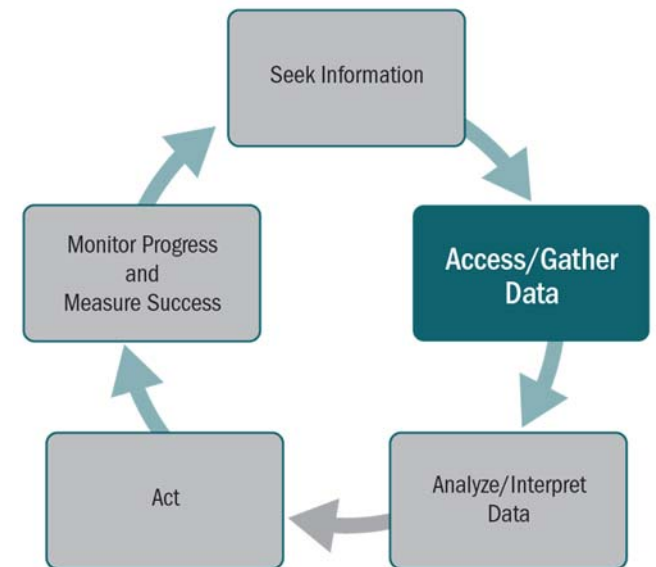 Seek Information
Access/Gather
Data
Analyze/Interpret
Data
Act
Monitor Progress
and
Measure Success